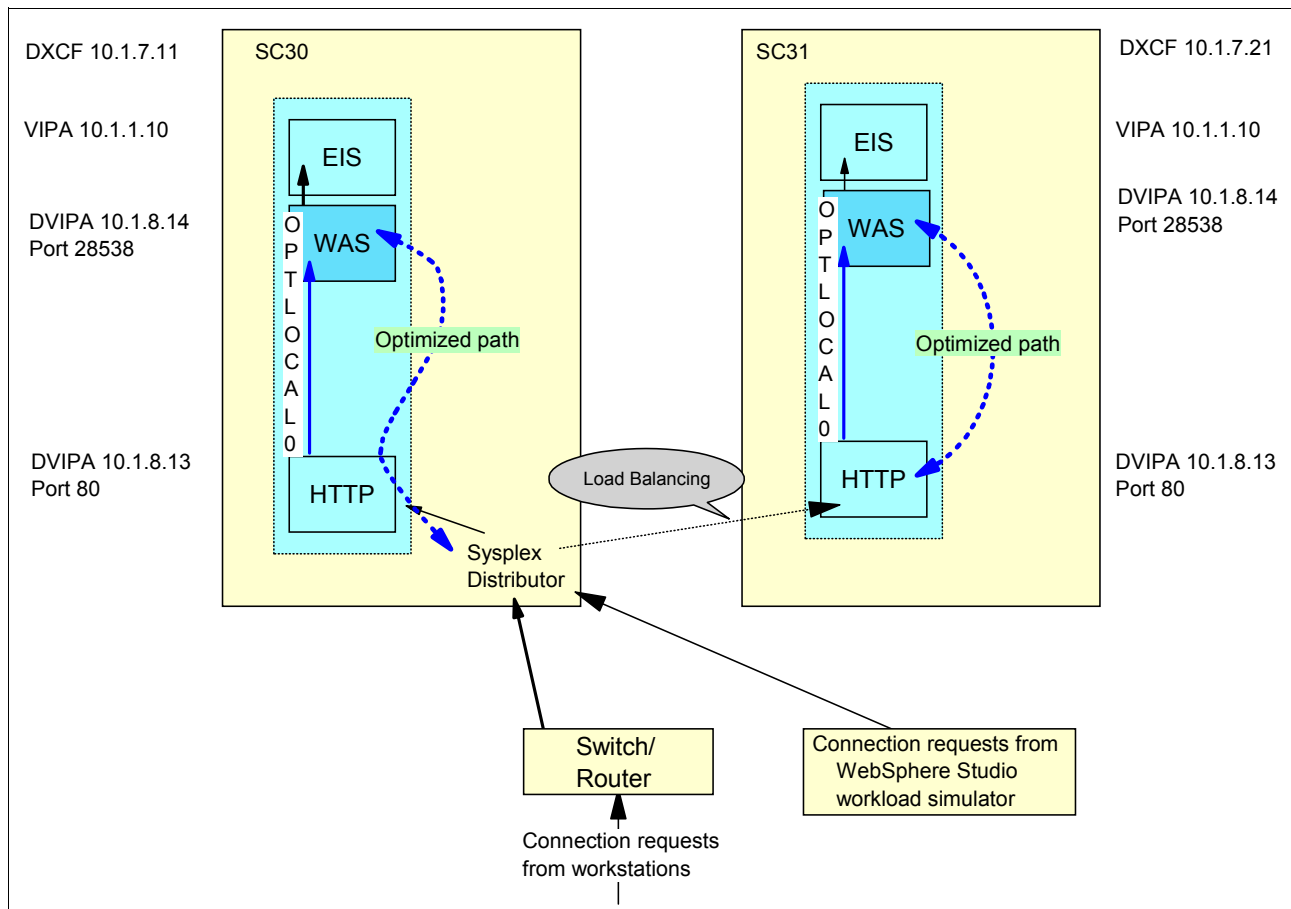 DXCF 10.1.7.11
VIPA 10.1.1.10
DVIPA 10.1.8.14
Port 28538
DVIPA 10.1.8.13
Port 80
SC30
EIS
WAS
OPTLOCAL0
Optimized path
HTTP
Sysplex
Distributor
Load Balancing
SC31
EIS
WAS
OPTLOCAL0
Optimized path
HTTP
DXCF 10.1.7.21
VIPA 10.1.1.10
DVIPA 10.1.8.14
Port 28538
DVIPA 10.1.8.13
Port 80
Switch/
Router
Connection requests
from workstations
Connection requests from
WebSphere Studio
workload simulator